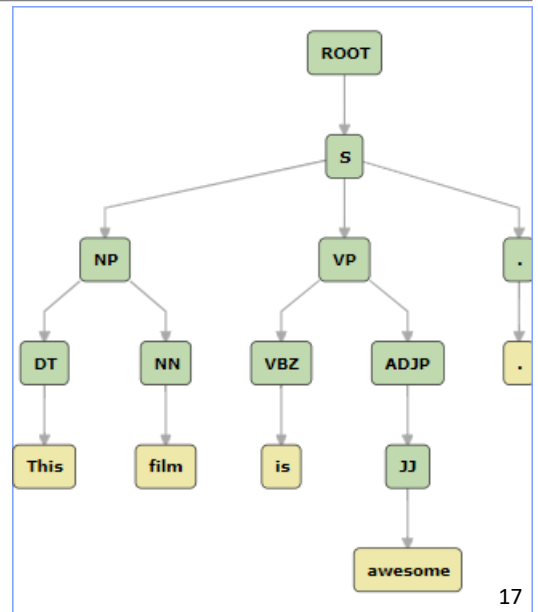 ROOT
S
NP VP .
DT NN VBZ ADJP .
This film is JJ
awesome
17